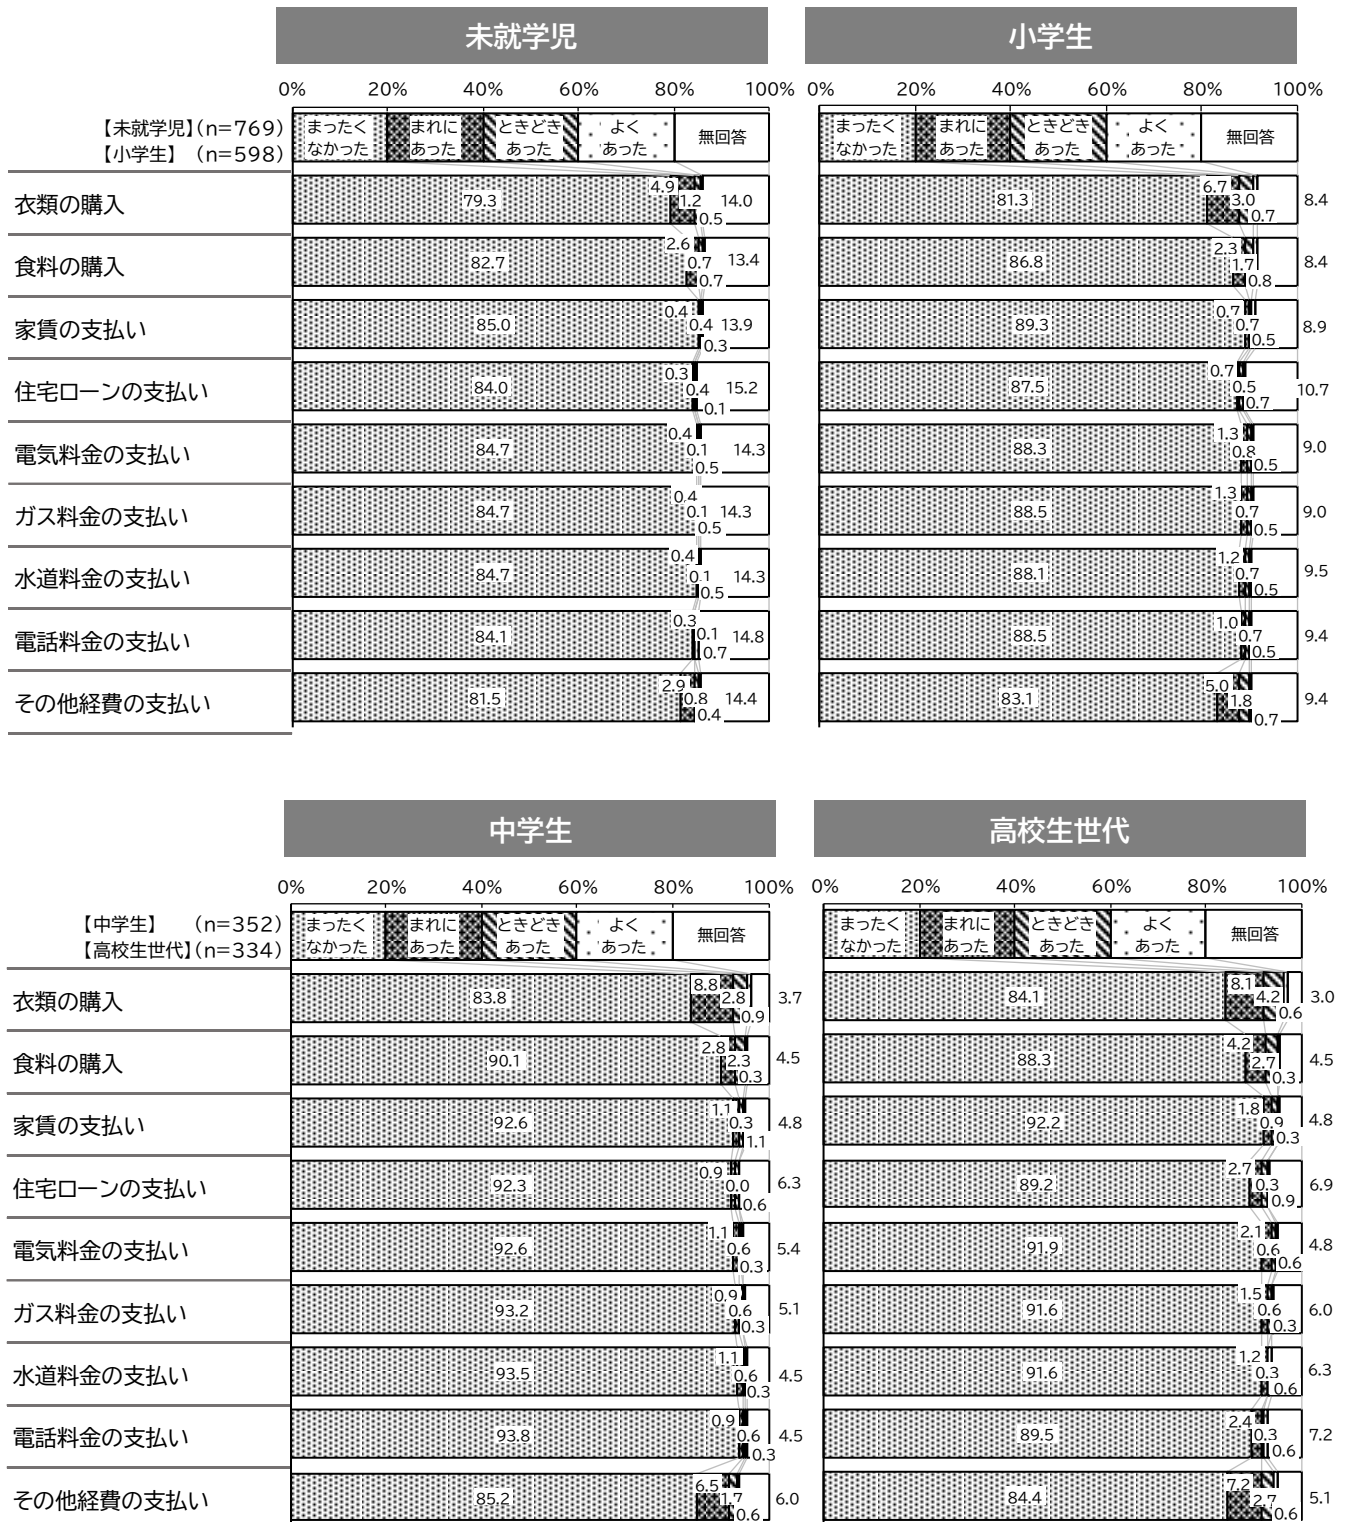 未就学児
小学生
0% 20% 40% 60% 80% 100%
0% 20% 40% 60% 80% 100%
【未就学児】(n=769)
【小学生】 (n=598)
まったく まれに ときどき よく
なかった あった あった あった 無回答
まったく まれに ときどき よく
なかった あった あった あった 無回答
衣類の購入 79.3 4.9 1.2 0.5 14.0 81.3 6.7 3.0 0.7 8.4
食料の購入 82.7 2.6 0.7 0.7 13.4 86.8 2.3 1.7 0.8 8.4
家賃の支払い 85.0 0.4 0.4 0.3 13.9 89.3 0.7 0.7 0.5 8.9
住宅ローンの支払い 84.0 0.3 0.4 0.1 15.2 87.5 0.7 0.5 0.7 10.7
電気料金の支払い 84.7 0.4 0.1 0.5 14.3 88.3 1.3 0.8 0.5 9.0
ガス料金の支払い 84.7 0.4 0.1 0.5 14.3 88.5 1.3 0.7 0.5 9.0
水道料金の支払い 84.7 0.4 0.1 0.5 14.3 88.1 1.2 0.7 0.5 9.5
電話料金の支払い 84.1 0.3 0.1 0.7 14.8 88.5 1.0 0.7 0.5 9.4
その他経費の支払い 81.5 2.9 0.8 0.4 14.4 83.1 5.0 1.8 0.7 9.4
中学生
高校生世代
0% 20% 40% 60% 80% 100%
0% 20% 40% 60% 80% 100%
【中学生】 (n=352)
【高校生世代】(n=334)
まったく まれに ときどき よく
なかった あった あった あった 無回答
まったく まれに ときどき よく
なかった あった あった あった 無回答
衣類の購入 83.8 8.8 2.8 0.9 3.7 84.1 8.1 4.2 0.6 3.0
食料の購入 90.1 2.8 2.3 0.3 4.5 88.3 4.2 2.7 0.3 4.5
家賃の支払い 92.6 1.1 0.3 1.1 4.8 92.2 1.8 0.9 0.3 4.8
住宅ローンの支払い 92.3 0.9 0.0 0.6 6.3 89.2 2.7 0.3 0.9 6.9
電気料金の支払い 92.6 1.1 0.6 0.3 5.4 91.9 2.1 0.6 0.6 4.8
ガス料金の支払い 93.2 0.9 0.6 0.3 5.1 91.6 1.5 0.6 0.3 6.0
水道料金の支払い 93.5 1.1 0.6 0.3 4.5 91.6 1.2 0.3 0.6 6.3
電話料金の支払い 93.8 0.9 0.6 0.3 4.5 89.5 2.4 0.3 0.6 7.2
その他経費の支払い 85.2 6.5 1.7 0.6 6.0 84.4 7.2 2.7 0.6 5.1